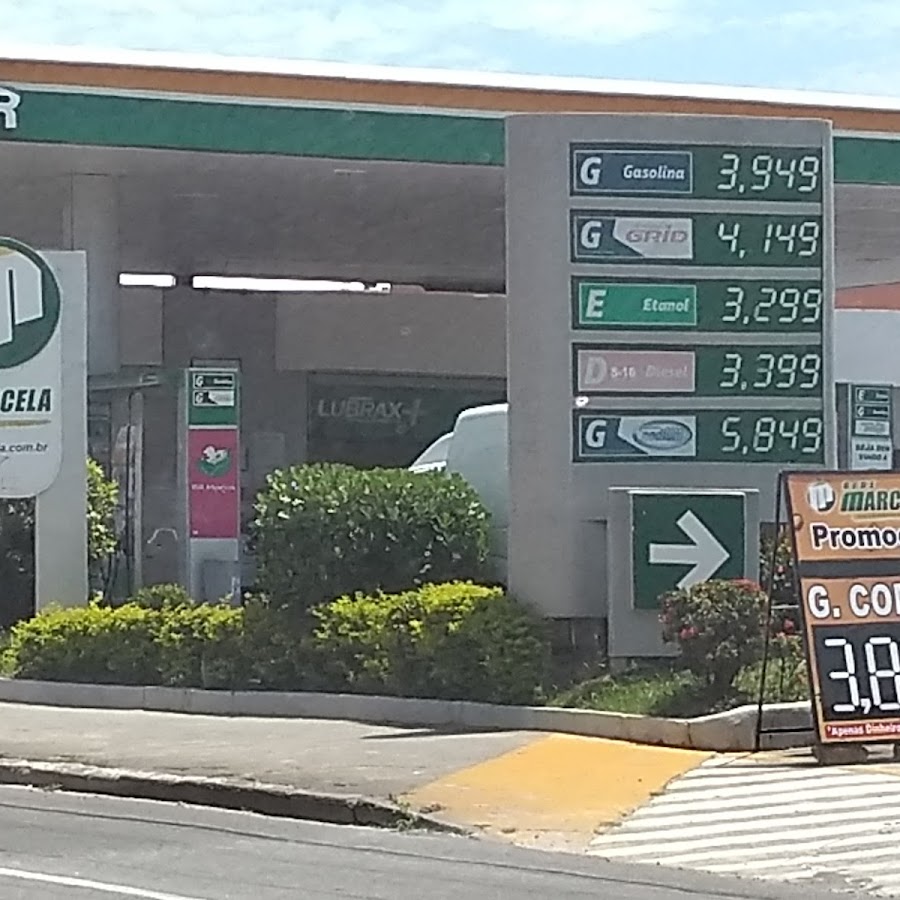 R
G Gasolina 3,949
G GRID 4,149
E Etanol 3,299
D S-10 Diesel 3,399
G 5,849
CELA
a.com.br
G
G
LUBRAX+
MARC
Promo
G. CO
3,8
*Apenas Dinheiro